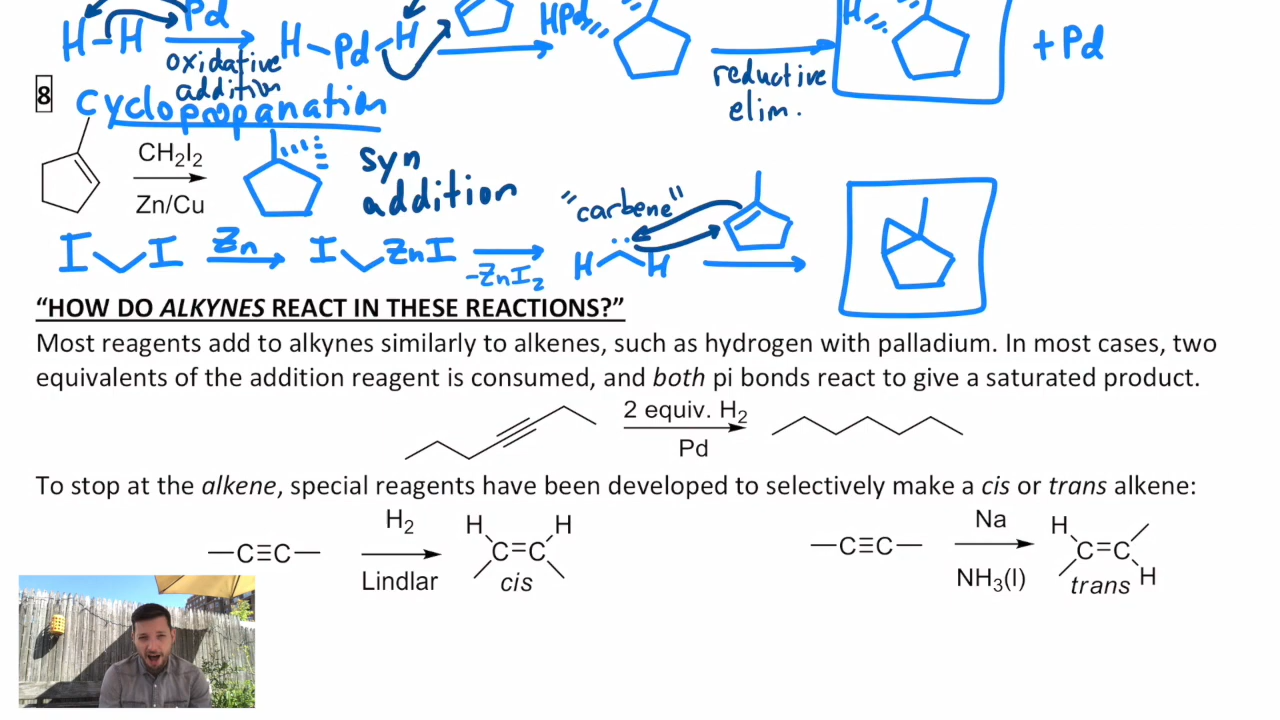 H-H Pd H-Pd-H HPd H + Pd
oxidative addition
reductive elim.
8 Cyclopropanation
CH2I2
Zn/Cu
syn addition
"carbene"
I I Zn I ZnI -ZnI2 H H
"HOW DO ALKYNES REACT IN THESE REACTIONS?"
Most reagents add to alkynes similarly to alkenes, such as hydrogen with palladium. In most cases, two
equivalents of the addition reagent is consumed, and both pi bonds react to give a saturated product.
2 equiv. H2
Pd
To stop at the alkene, special reagents have been developed to selectively make a cis or trans alkene:
H2 H H Na H
—C≡C— C=C —C≡C— C=C
Lindlar cis NH3(l) trans H